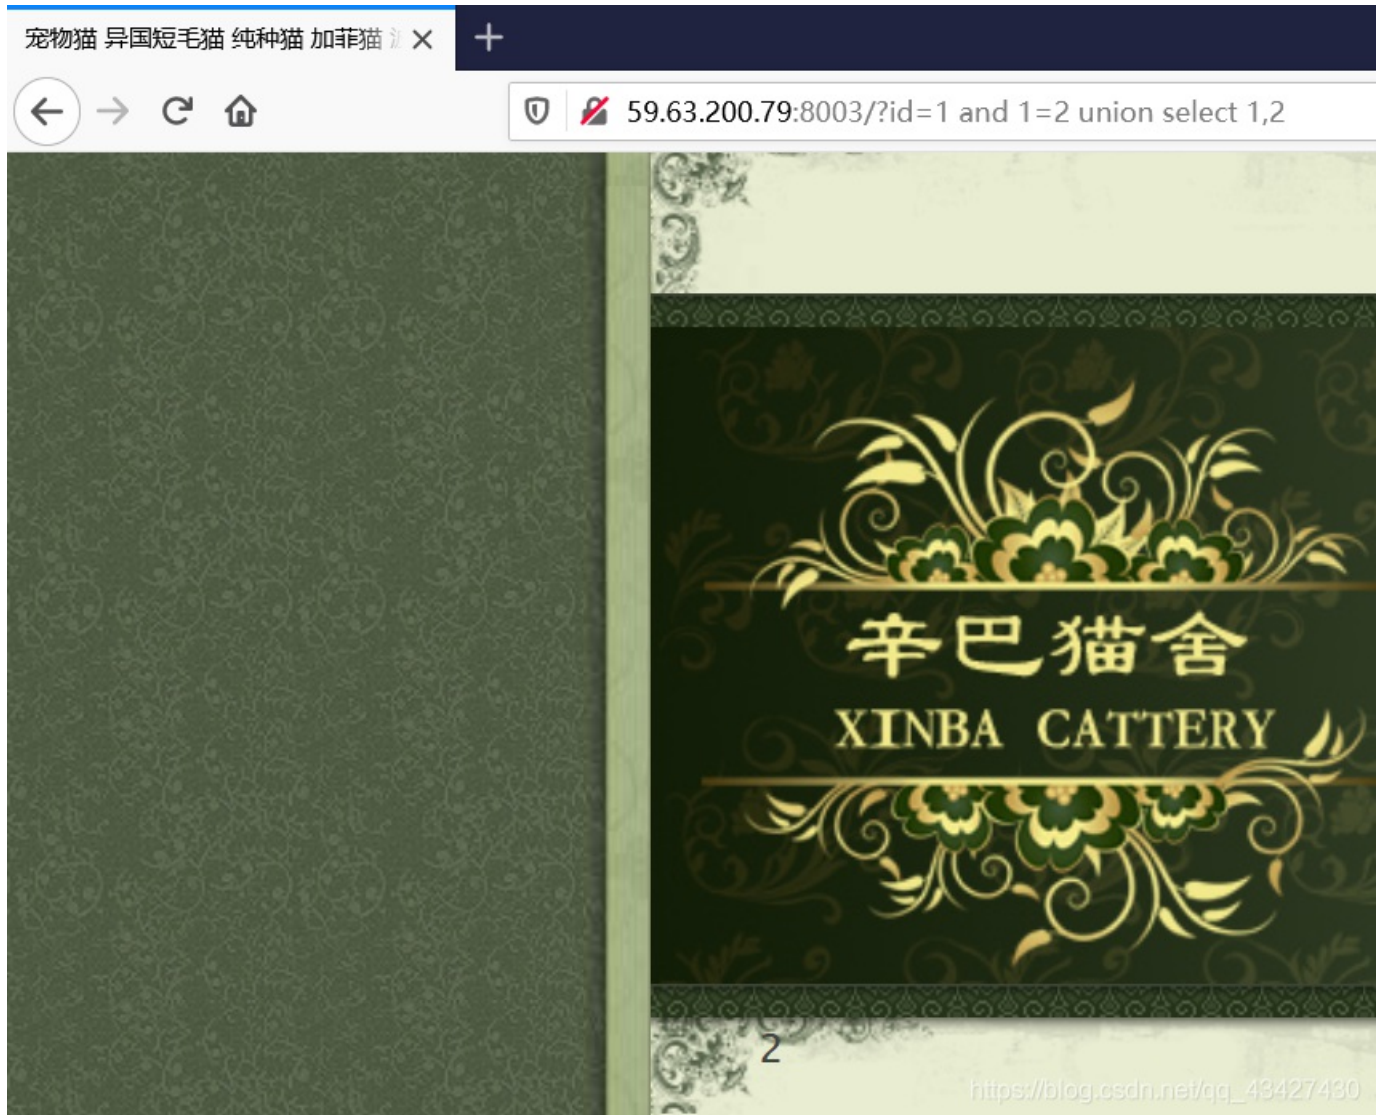 宠物猫 异国短毛猫 纯种猫 加菲猫
59.63.200.79:8003/?id=1 and 1=2 union select 1,2
辛巴猫舍
XINBA CATTERY
2
https://blog.csdn.net/qq_43427430